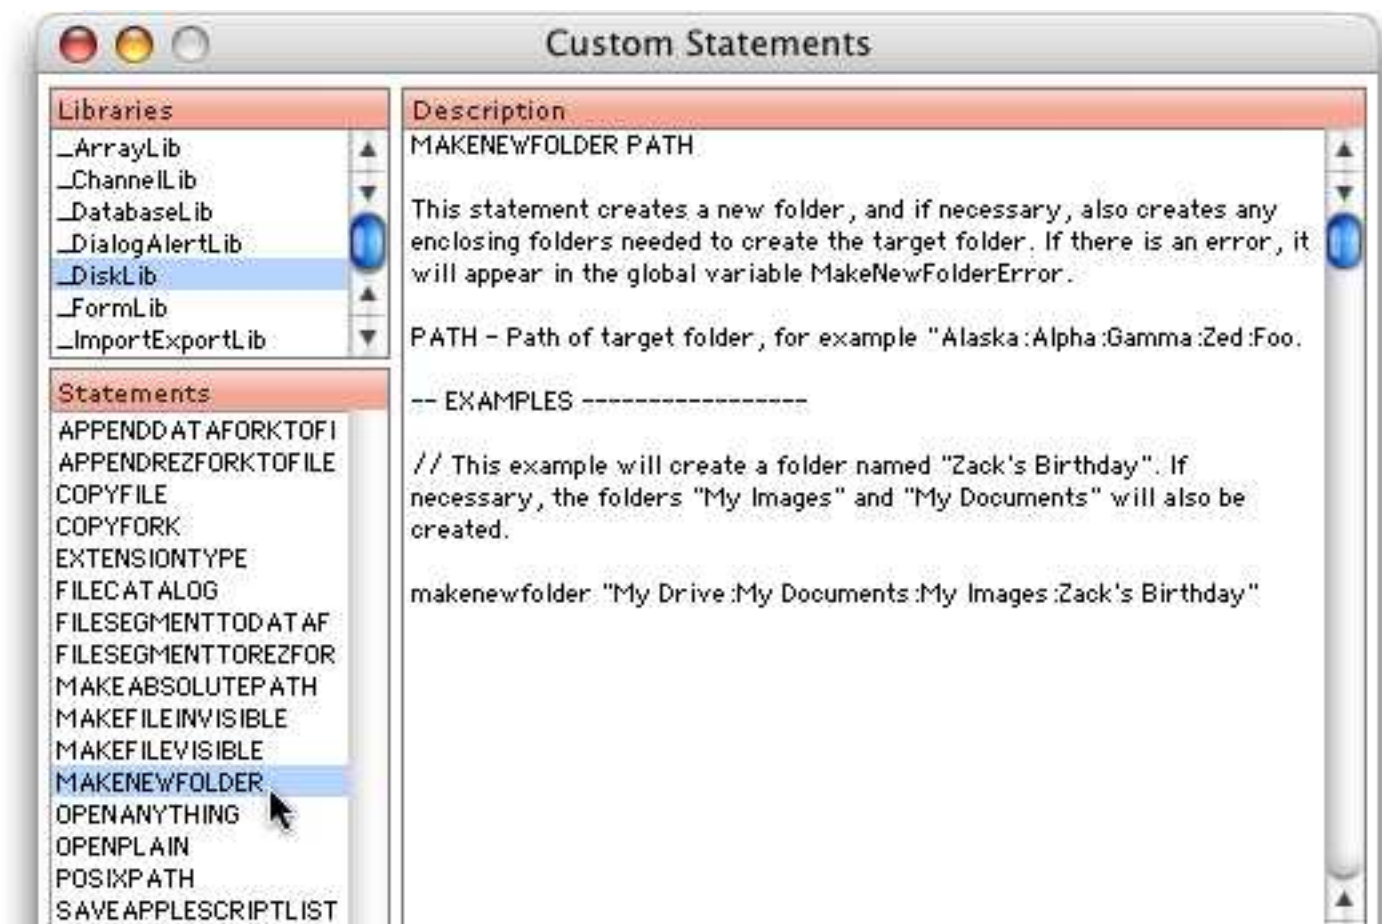 Custom Statements
Libraries
_ArrayLib
_ChannelLib
_DatabaseLib
_DialogAlertLib
_DiskLib
_FormLib
_ImportExportLib
Statements
APPENDDATAFORKTOFI
APPENDREZFORKTOFILE
COPYFILE
COPYFORK
EXTENSIONTYPE
FILECATALOG
FILESEGMENTTODATAF
FILESEGMENTTOREZFOR
MAKEABSOLUTEPATH
MAKEFILEINVISIBLE
MAKEFILEVISIBLE
MAKENEWFOLDER
OPENANYTHING
OPENPLAIN
POSIXPATH
SAVEAPPLESCRIPTLIST
Description
MAKENEWFOLDER PATH
This statement creates a new folder, and if necessary, also creates any
enclosing folders needed to create the target folder. If there is an error, it
will appear in the global variable MakeNewFolderError.
PATH - Path of target folder, for example "Alaska:Alpha:Gamma:Zed:Foo.
-- EXAMPLES -----------------
// This example will create a folder named "Zack's Birthday". If
necessary, the folders "My Images" and "My Documents" will also be
created.
makenewfolder "My Drive:My Documents:My Images:Zack's Birthday"